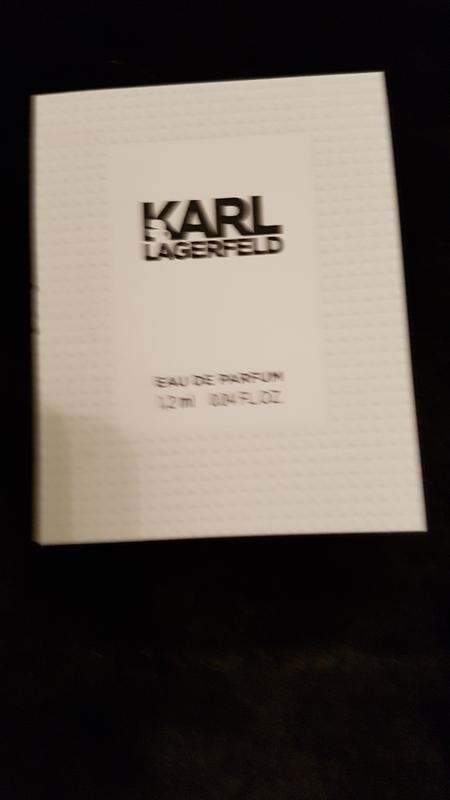 KARL
LAGERFELD
EAU DE PARFUM
1.2 ml 0.04 FL.OZ.